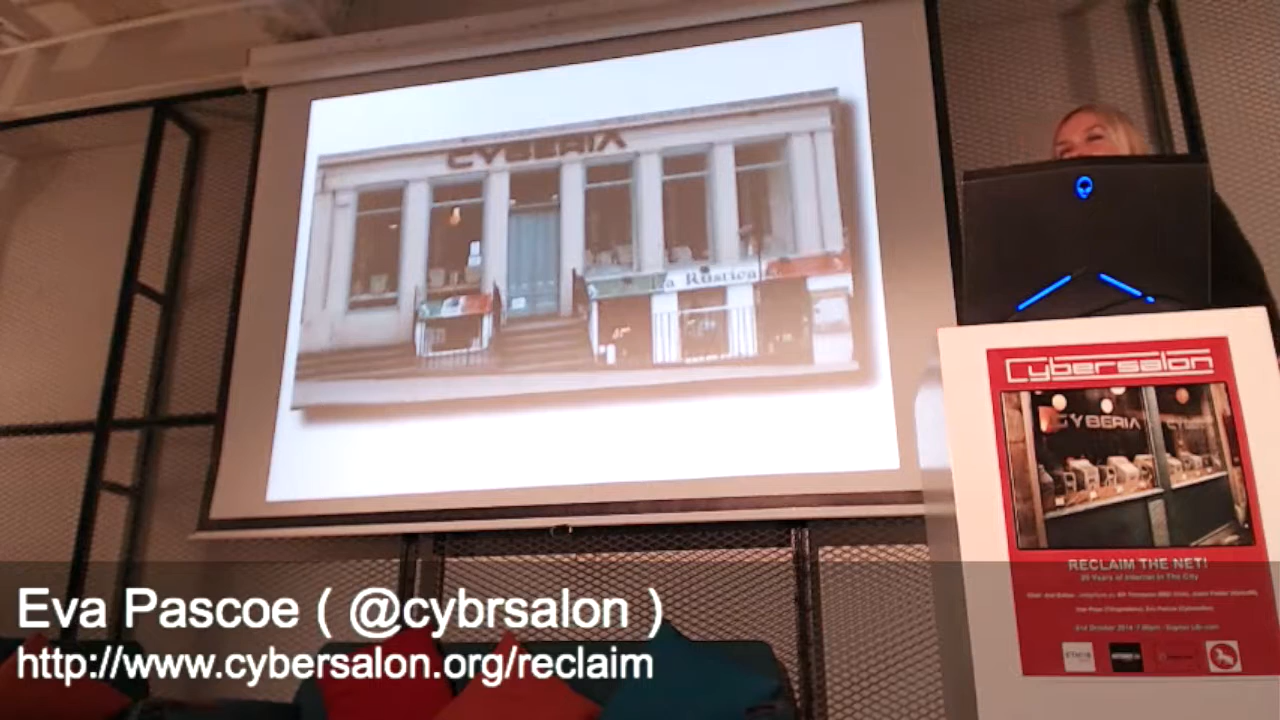 CYBERIA
La Rustica
Cybersalon
CYBERIA
RECLAIM THE NET!
20 Years of Internet in The City
Eva Pascoe ( @cybrsalon )
http://www.cybersalon.org/reclaim